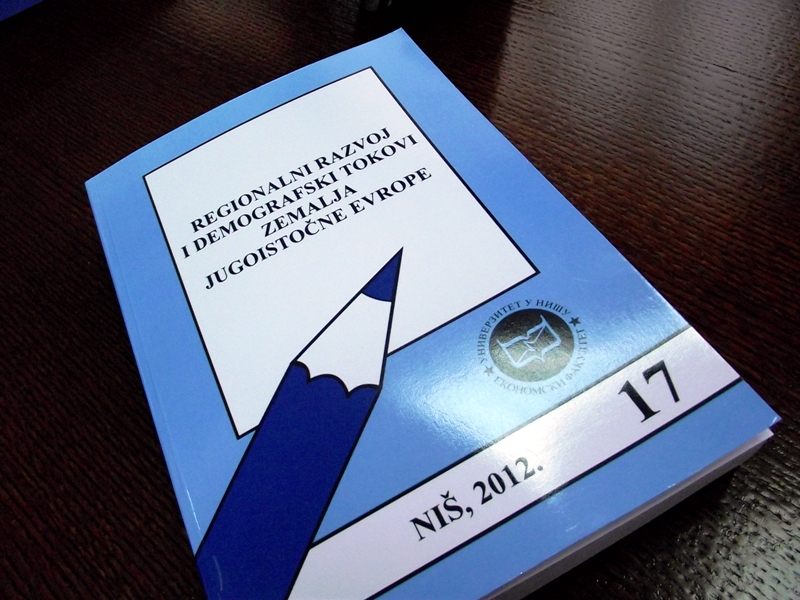 REGIONALNI RAZVOJ
I DEMOGRAFSKI TOKOVI
ZEMALJA
JUGOISTOČNE EVROPE
УНИВЕРЗИТЕТ У НИШУ
ЕКОНОМСКИ ФАКУЛТЕТ
17
NIŠ, 2012.